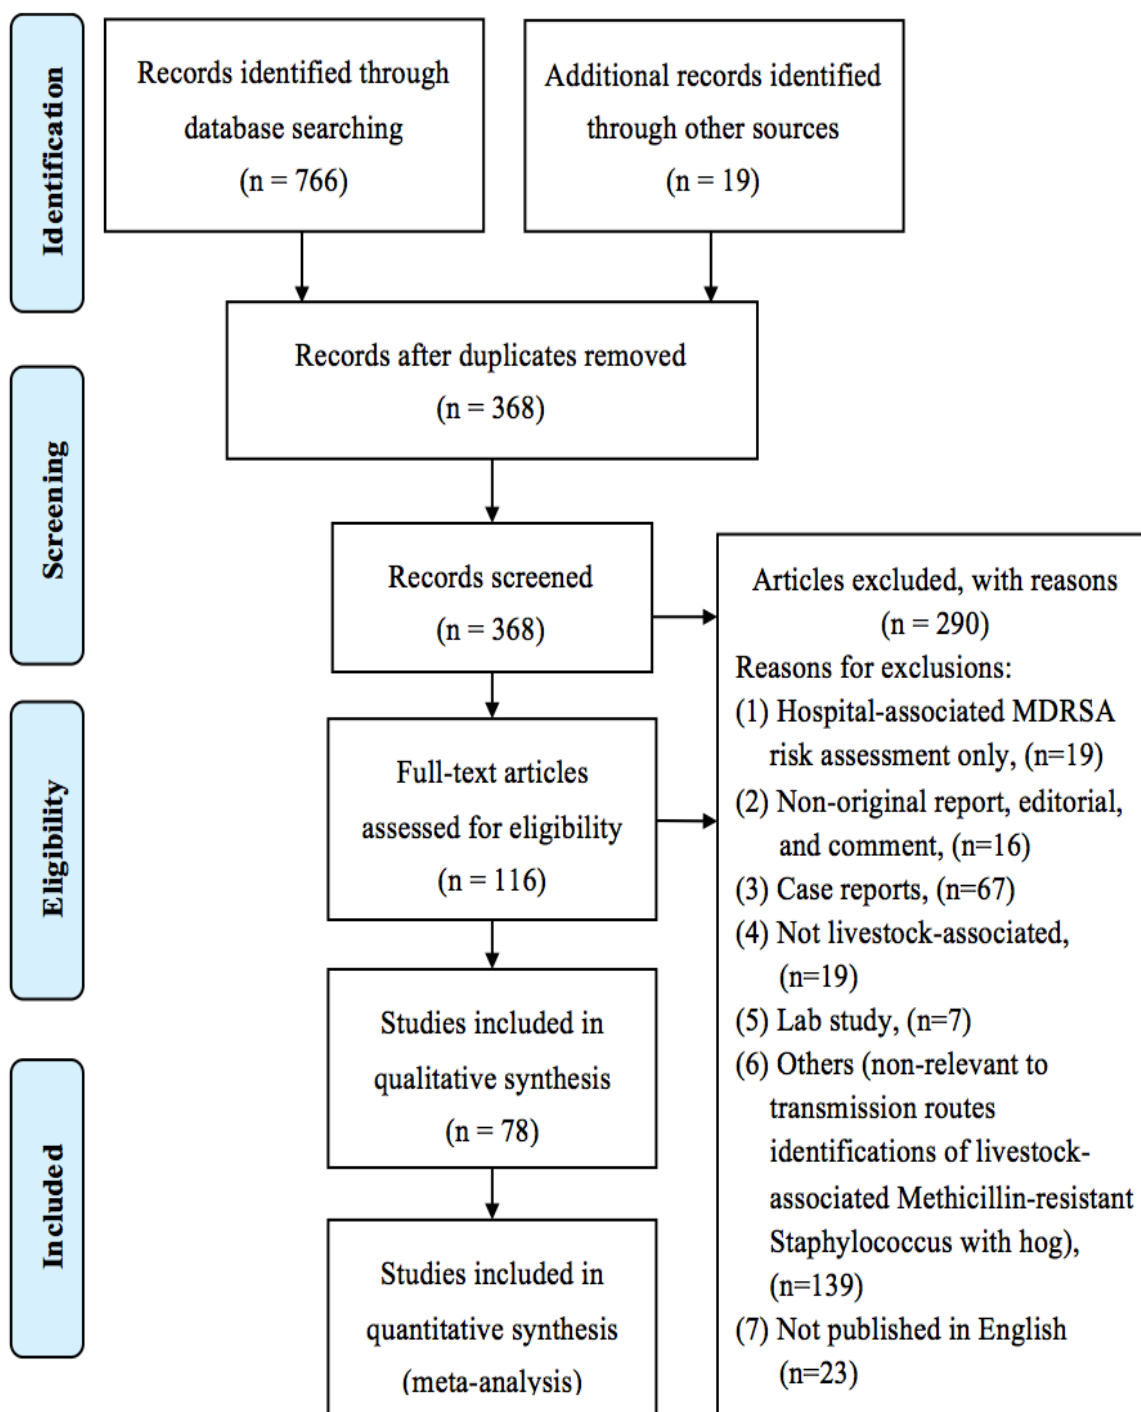 Identification
Records identified through
database searching
(n = 766)
Additional records identified
through other sources
(n = 19)
Records after duplicates removed
(n = 368)
Screening
Records screened
(n = 368)
Articles excluded, with reasons
(n = 290)
Reasons for exclusions:
(1) Hospital-associated MDRSA
risk assessment only, (n=19)
(2) Non-original report, editorial,
and comment, (n=16)
(3) Case reports, (n=67)
(4) Not livestock-associated,
(n=19)
(5) Lab study, (n=7)
(6) Others (non-relevant to
transmission routes
identifications of livestock-
associated Methicillin-resistant
Staphylococcus with hog),
(n=139)
(7) Not published in English
(n=23)
Eligibility
Full-text articles
assessed for eligibility
(n = 116)
Included
Studies included in
qualitative synthesis
(n = 78)
Studies included in
quantitative synthesis
(meta-analysis)